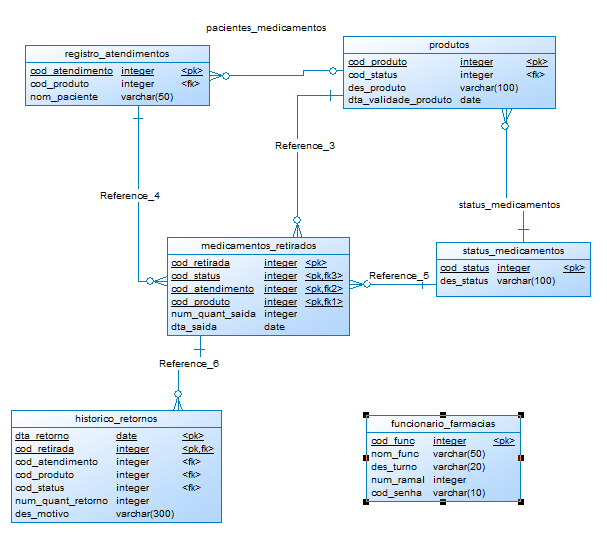 pacientes_medicamentos
registro_atendimentos
cod_atendimento integer <pk>
cod_produto integer <fk>
nom_paciente varchar(50)
produtos
cod_produto integer <pk>
cod_status integer <fk>
des_produto varchar(100)
dta_validade_produto date
Reference_3
Reference_4
status_medicamentos
medicamentos_retirados
cod_retirada integer <pk>
cod_status integer <pk,fk3>
cod_atendimento integer <pk,fk2>
cod_produto integer <pk,fk1>
num_quant_saida integer
dta_saida date
Reference_5
status_medicamentos
cod_status integer <pk>
des_status varchar(100)
Reference_6
historico_retornos
dta_retorno date <pk>
cod_retirada integer <pk,fk>
cod_atendimento integer <fk>
cod_produto integer <fk>
cod_status integer <fk>
num_quant_retorno integer
des_motivo varchar(300)
funcionario_farmacias
cod_func integer <pk>
nom_func varchar(50)
des_turno varchar(20)
num_ramal integer
cod_senha varchar(10)